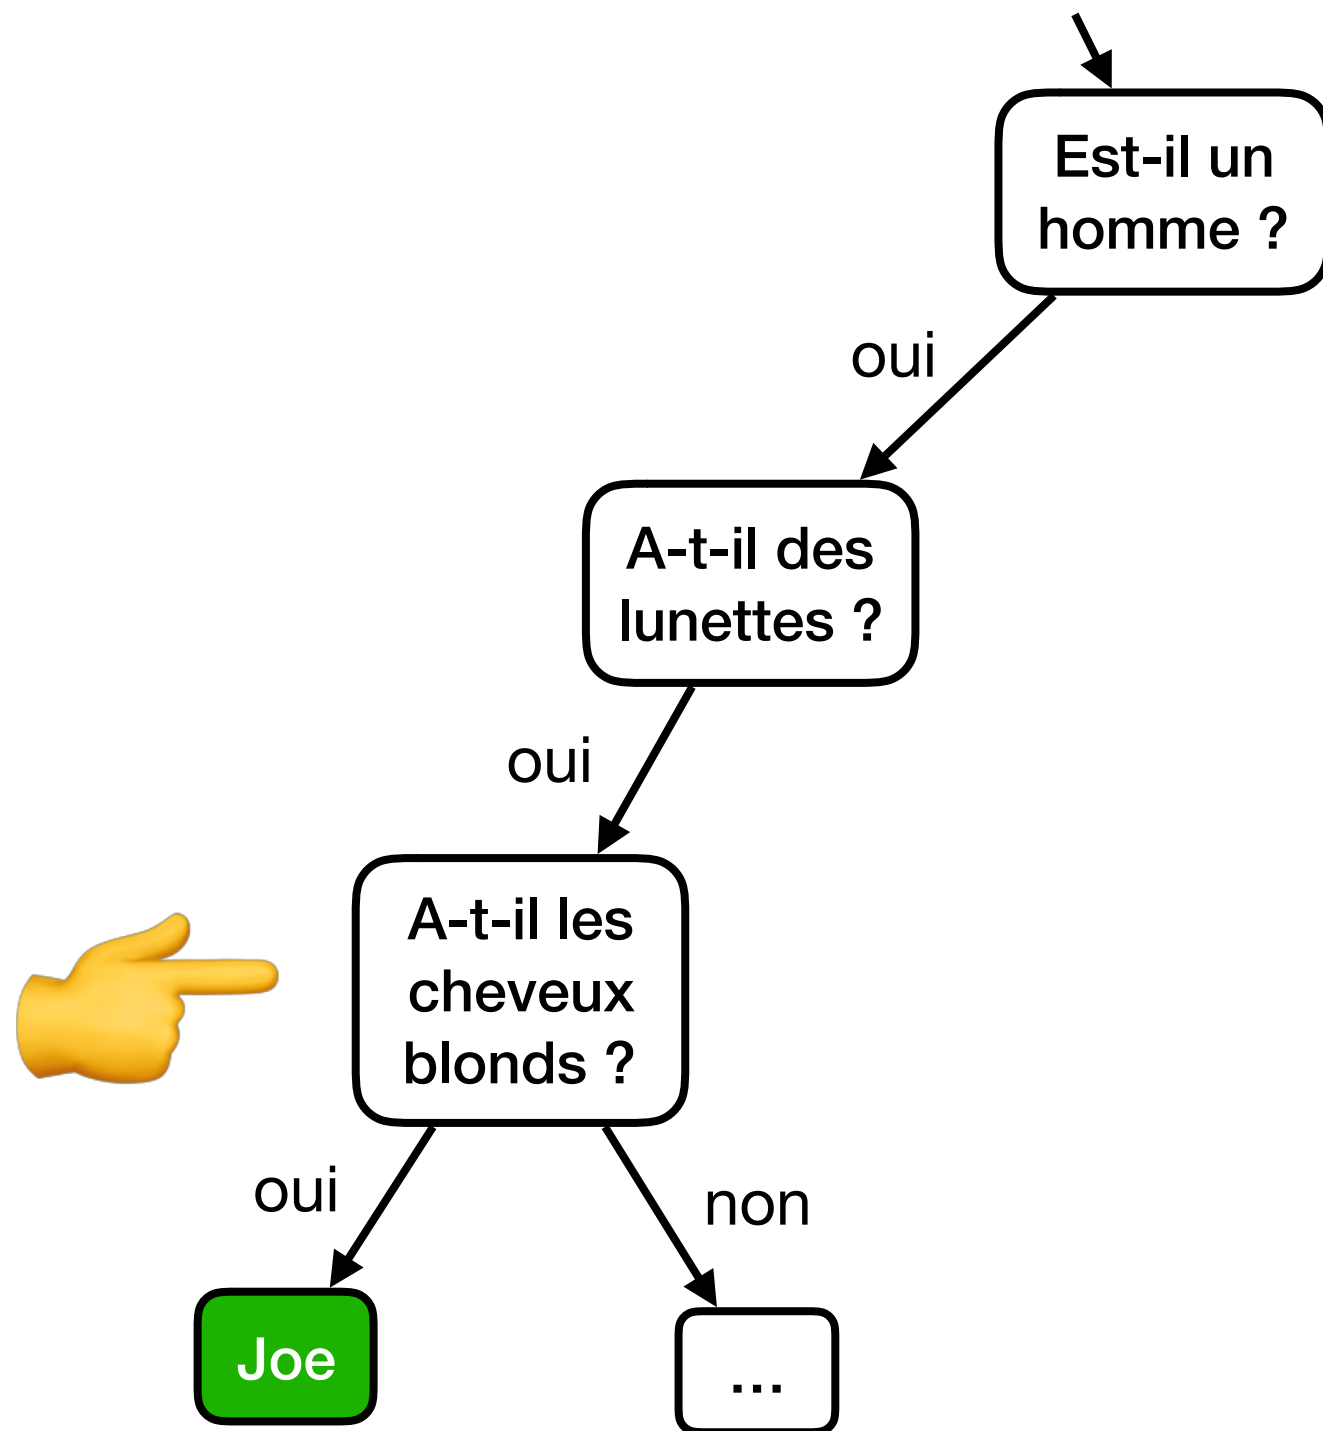 Est-il un
homme ?
oui
A-t-il des
lunettes ?
oui
A-t-il les
cheveux
blonds ?
oui
non
Joe
...